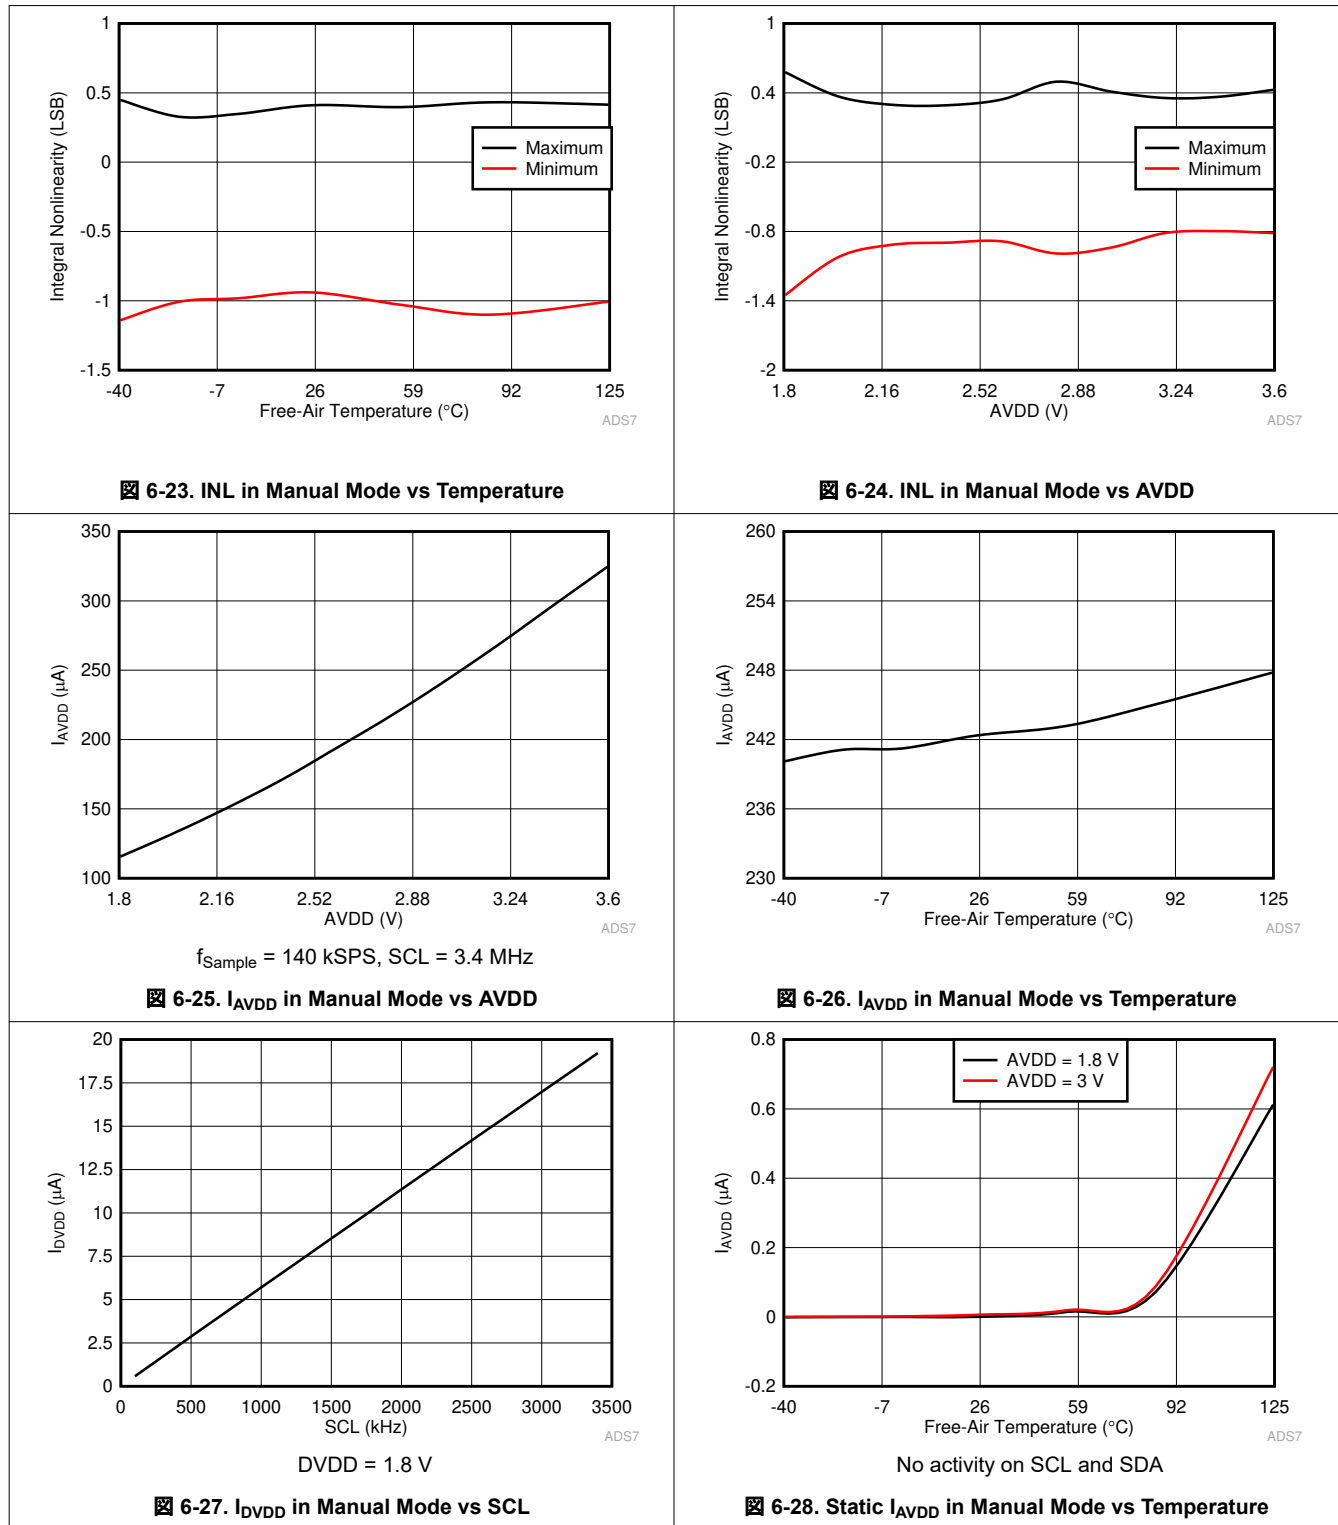 1
0.5
0
-0.5
-1
-1.5
Integral Nonlinearity (LSB)
Maximum
Minimum
-40 -7 26 59 92 125
Free-Air Temperature (°C)
ADS7
図 6-23. INL in Manual Mode vs Temperature
1
0.4
-0.2
-0.8
-1.4
-2
Integral Nonlinearity (LSB)
Maximum
Minimum
1.8 2.16 2.52 2.88 3.24 3.6
AVDD (V)
ADS7
図 6-24. INL in Manual Mode vs AVDD
350
300
250
200
150
100
IAVDD (μA)
1.8 2.16 2.52 2.88 3.24 3.6
AVDD (V)
ADS7
fSample = 140 kSPS, SCL = 3.4 MHz
図 6-25. IAVDD in Manual Mode vs AVDD
260
254
248
242
236
230
IAVDD (μA)
-40 -7 26 59 92 125
Free-Air Temperature (°C)
ADS7
図 6-26. IAVDD in Manual Mode vs Temperature
20
17.5
15
12.5
10
7.5
5
2.5
0
IDVDD (μA)
0 500 1000 1500 2000 2500 3000 3500
SCL (kHz)
ADS7
DVDD = 1.8 V
図 6-27. IDVDD in Manual Mode vs SCL
0.8
0.6
0.4
0.2
0
-0.2
IAVDD (μA)
AVDD = 1.8 V
AVDD = 3 V
-40 -7 26 59 92 125
Free-Air Temperature (°C)
ADS7
No activity on SCL and SDA
図 6-28. Static IAVDD in Manual Mode vs Temperature